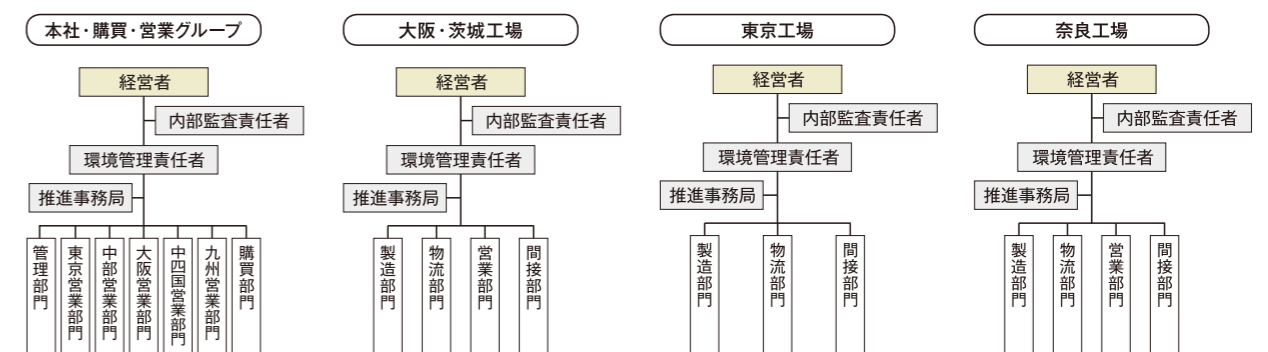 本社・購買・営業グループ
経営者
内部監査責任者
環境管理責任者
推進事務局
管理部門
東京営業部門
中部営業部門
大阪営業部門
中四国営業部門
九州営業部門
購買部門
大阪・茨城工場
経営者
内部監査責任者
環境管理責任者
推進事務局
製造部門
物流部門
営業部門
間接部門
東京工場
経営者
内部監査責任者
環境管理責任者
推進事務局
製造部門
物流部門
間接部門
奈良工場
経営者
内部監査責任者
環境管理責任者
推進事務局
製造部門
物流部門
営業部門
間接部門